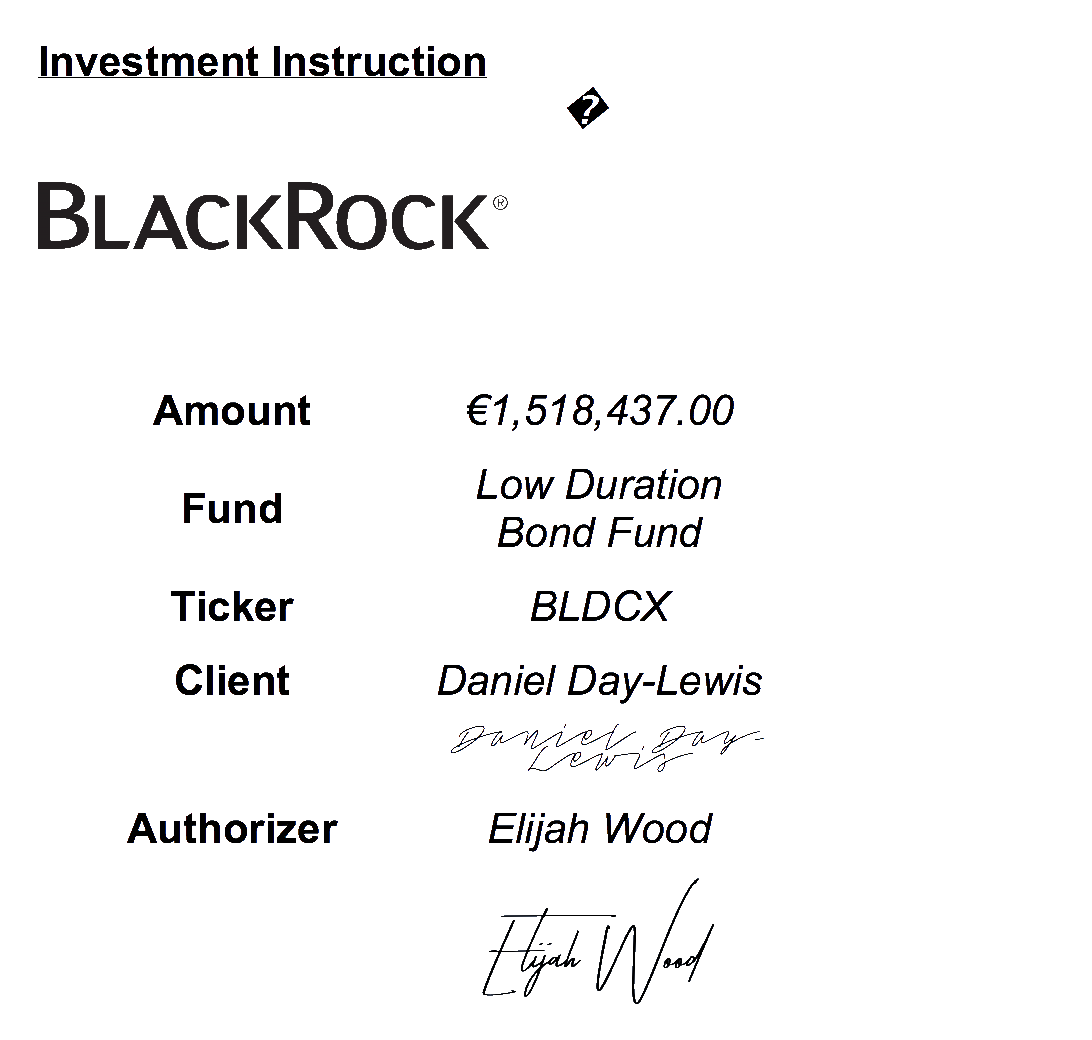 Investment Instruction
�
BLACKROCK®
Amount €1,518,437.00
Fund Low Duration
Bond Fund
Ticker BLDCX
Client Daniel Day-Lewis
Daniel Day-
Lewis
Authorizer Elijah Wood
Elijah Wood